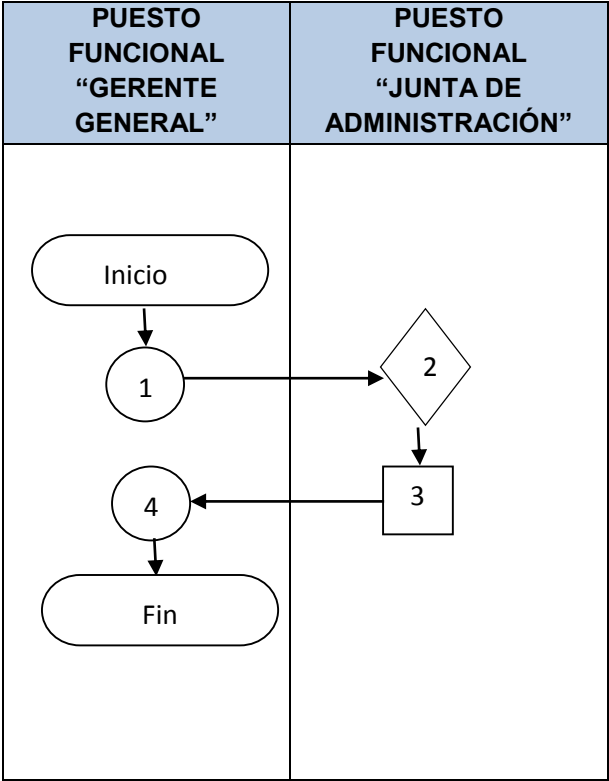 PUESTO
FUNCIONAL
“GERENTE
GENERAL”
PUESTO
FUNCIONAL
“JUNTA DE
ADMINISTRACIÓN”
Inicio
1
2
3
4
Fin